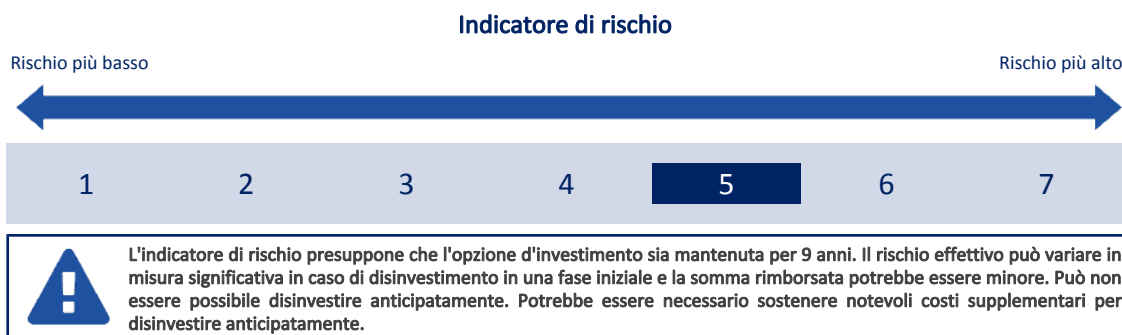 Indicatore di rischio
Rischio più basso
Rischio più alto
1 2 3 4 5 6 7
L'indicatore di rischio presuppone che l'opzione d'investimento sia mantenuta per 9 anni. Il rischio effettivo può variare in
misura significativa in caso di disinvestimento in una fase iniziale e la somma rimborsata potrebbe essere minore. Può non
essere possibile disinvestire anticipatamente. Potrebbe essere necessario sostenere notevoli costi supplementari per
disinvestire anticipatamente.